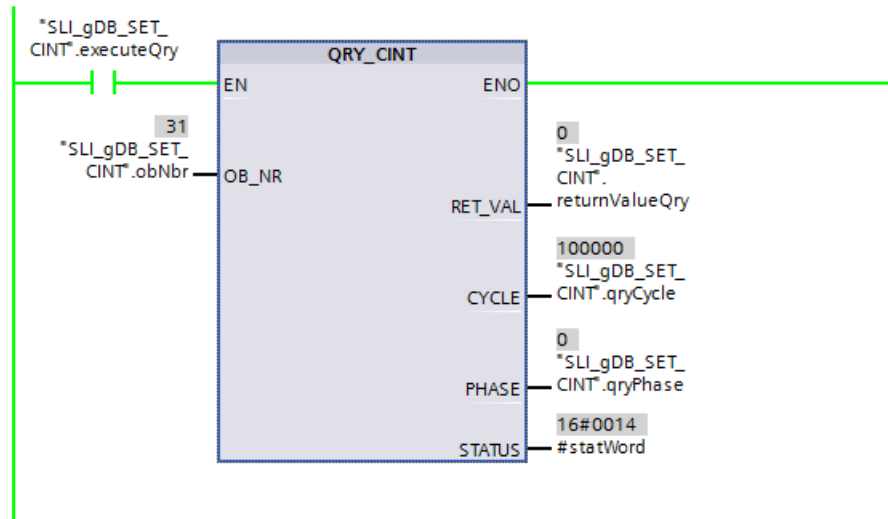 "SLI_gDB_SET_
CINT".executeQry
QRY_CINT
EN
ENO
31
"SLI_gDB_SET_
CINT".obNbr
OB_NR
0
"SLI_gDB_SET_
CINT".
returnValueQry
RET_VAL
100000
"SLI_gDB_SET_
CINT".qryCycle
CYCLE
0
"SLI_gDB_SET_
CINT".qryPhase
PHASE
16#0014
#statWord
STATUS